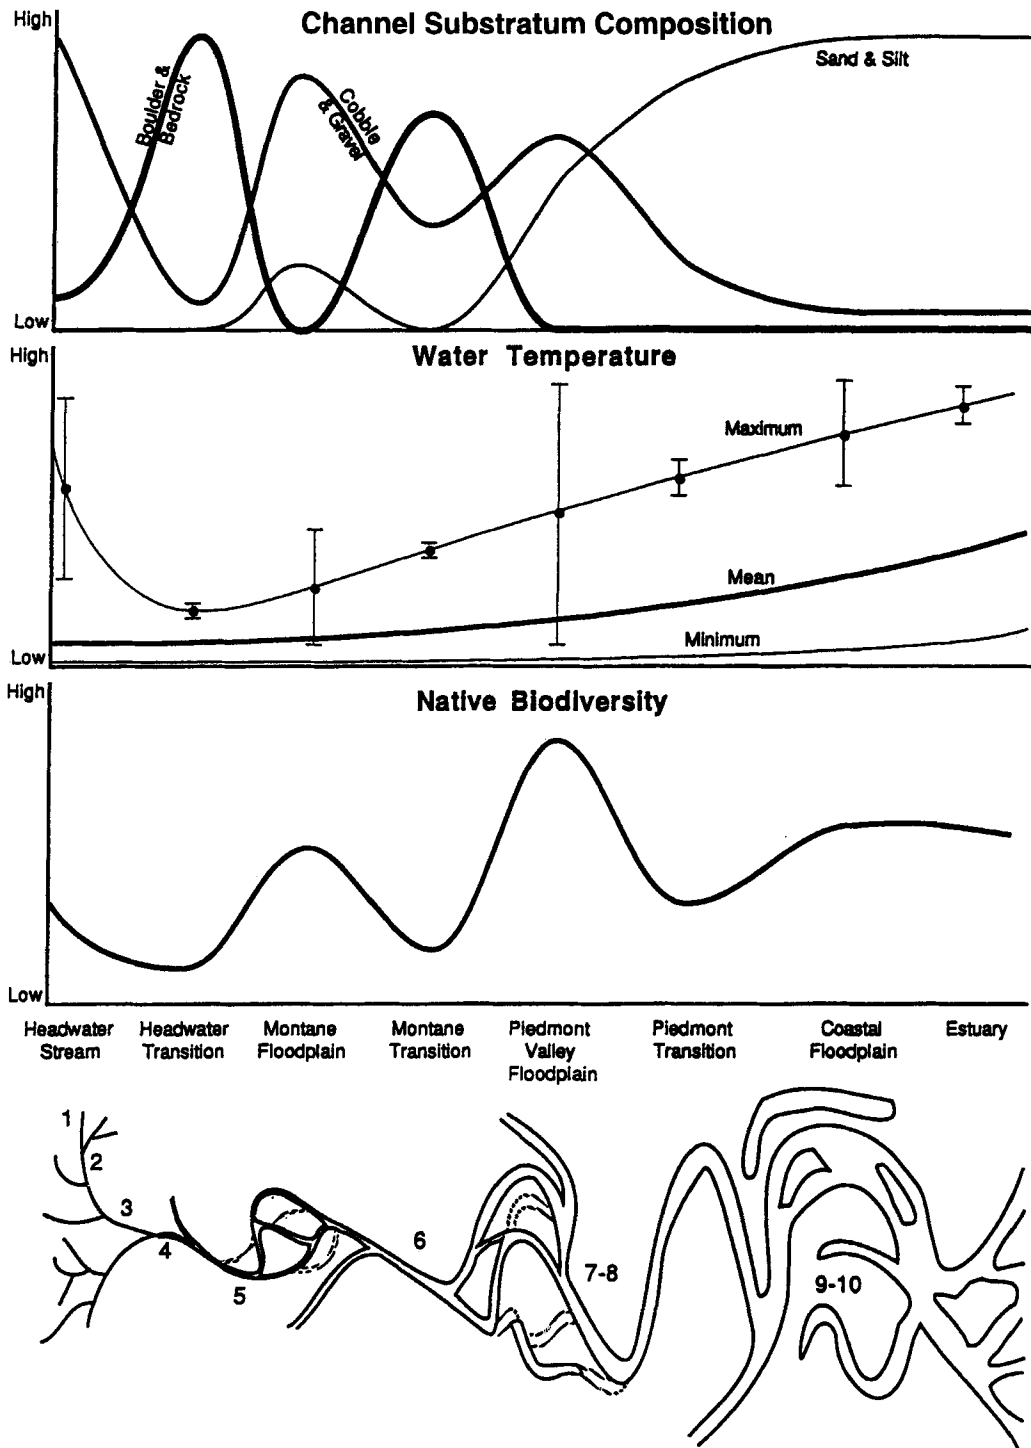 High
Channel Substratum Composition
Boulder &
Bedrock
Cobble
& Gravel
Sand & Silt
Low
High
Water Temperature
Maximum
Mean
Minimum
Low
High
Native Biodiversity
Low
Headwater
Stream
Headwater
Transition
Montane
Floodplain
Montane
Transition
Piedmont
Valley
Floodplain
Piedmont
Transition
Coastal
Floodplain
Estuary
1
2
3
4
5
6
7-8
9-10